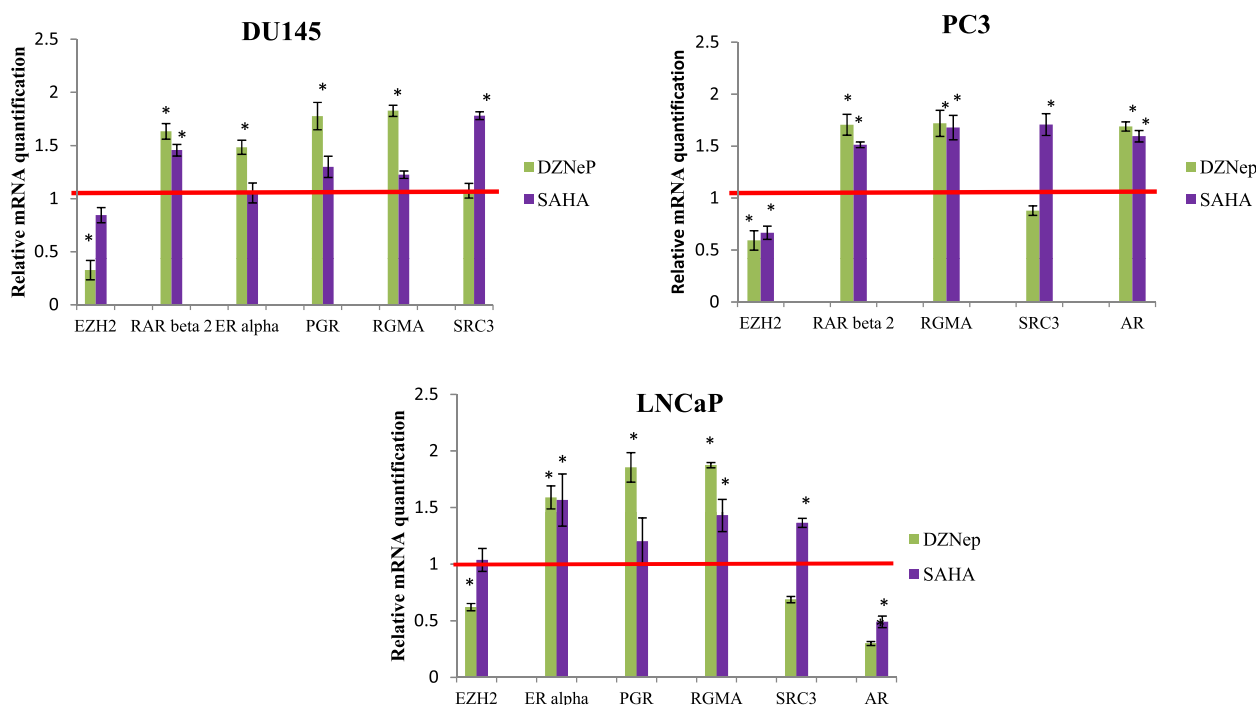 DU145
Relative mRNA quantification
2.5
2
1.5
1
0.5
0
* * * * * * *
EZH2 RAR beta 2 ER alpha PGR RGMA SRC3
DZNeP
SAHA
PC3
Relative mRNA quantification
2.5
2
1.5
1
0.5
0
* * * * * * * * *
EZH2 RAR beta 2 RGMA SRC3 AR
DZNep
SAHA
LNCaP
Relative mRNA quantification
2.5
2
1.5
1
0.5
0
* * * * * * * * *
EZH2 ER alpha PGR RGMA SRC3 AR
DZNep
SAHA